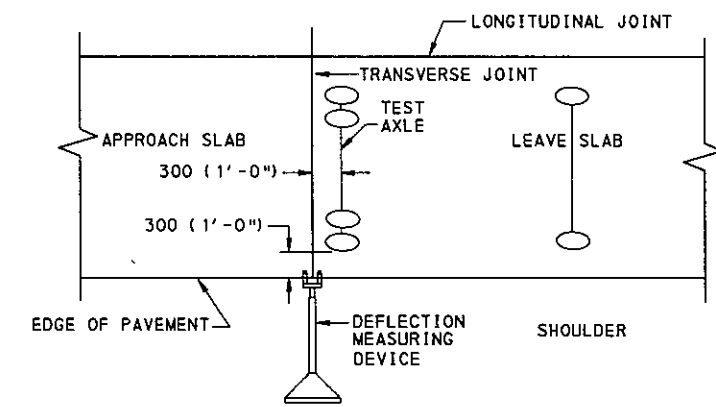 LONGITUDINAL JOINT
TRANSVERSE JOINT
TEST
AXLE
APPROACH SLAB
LEAVE SLAB
300 (1'-0")
300 (1'-0")
EDGE OF PAVEMENT
DEFLECTION
MEASURING
DEVICE
SHOULDER